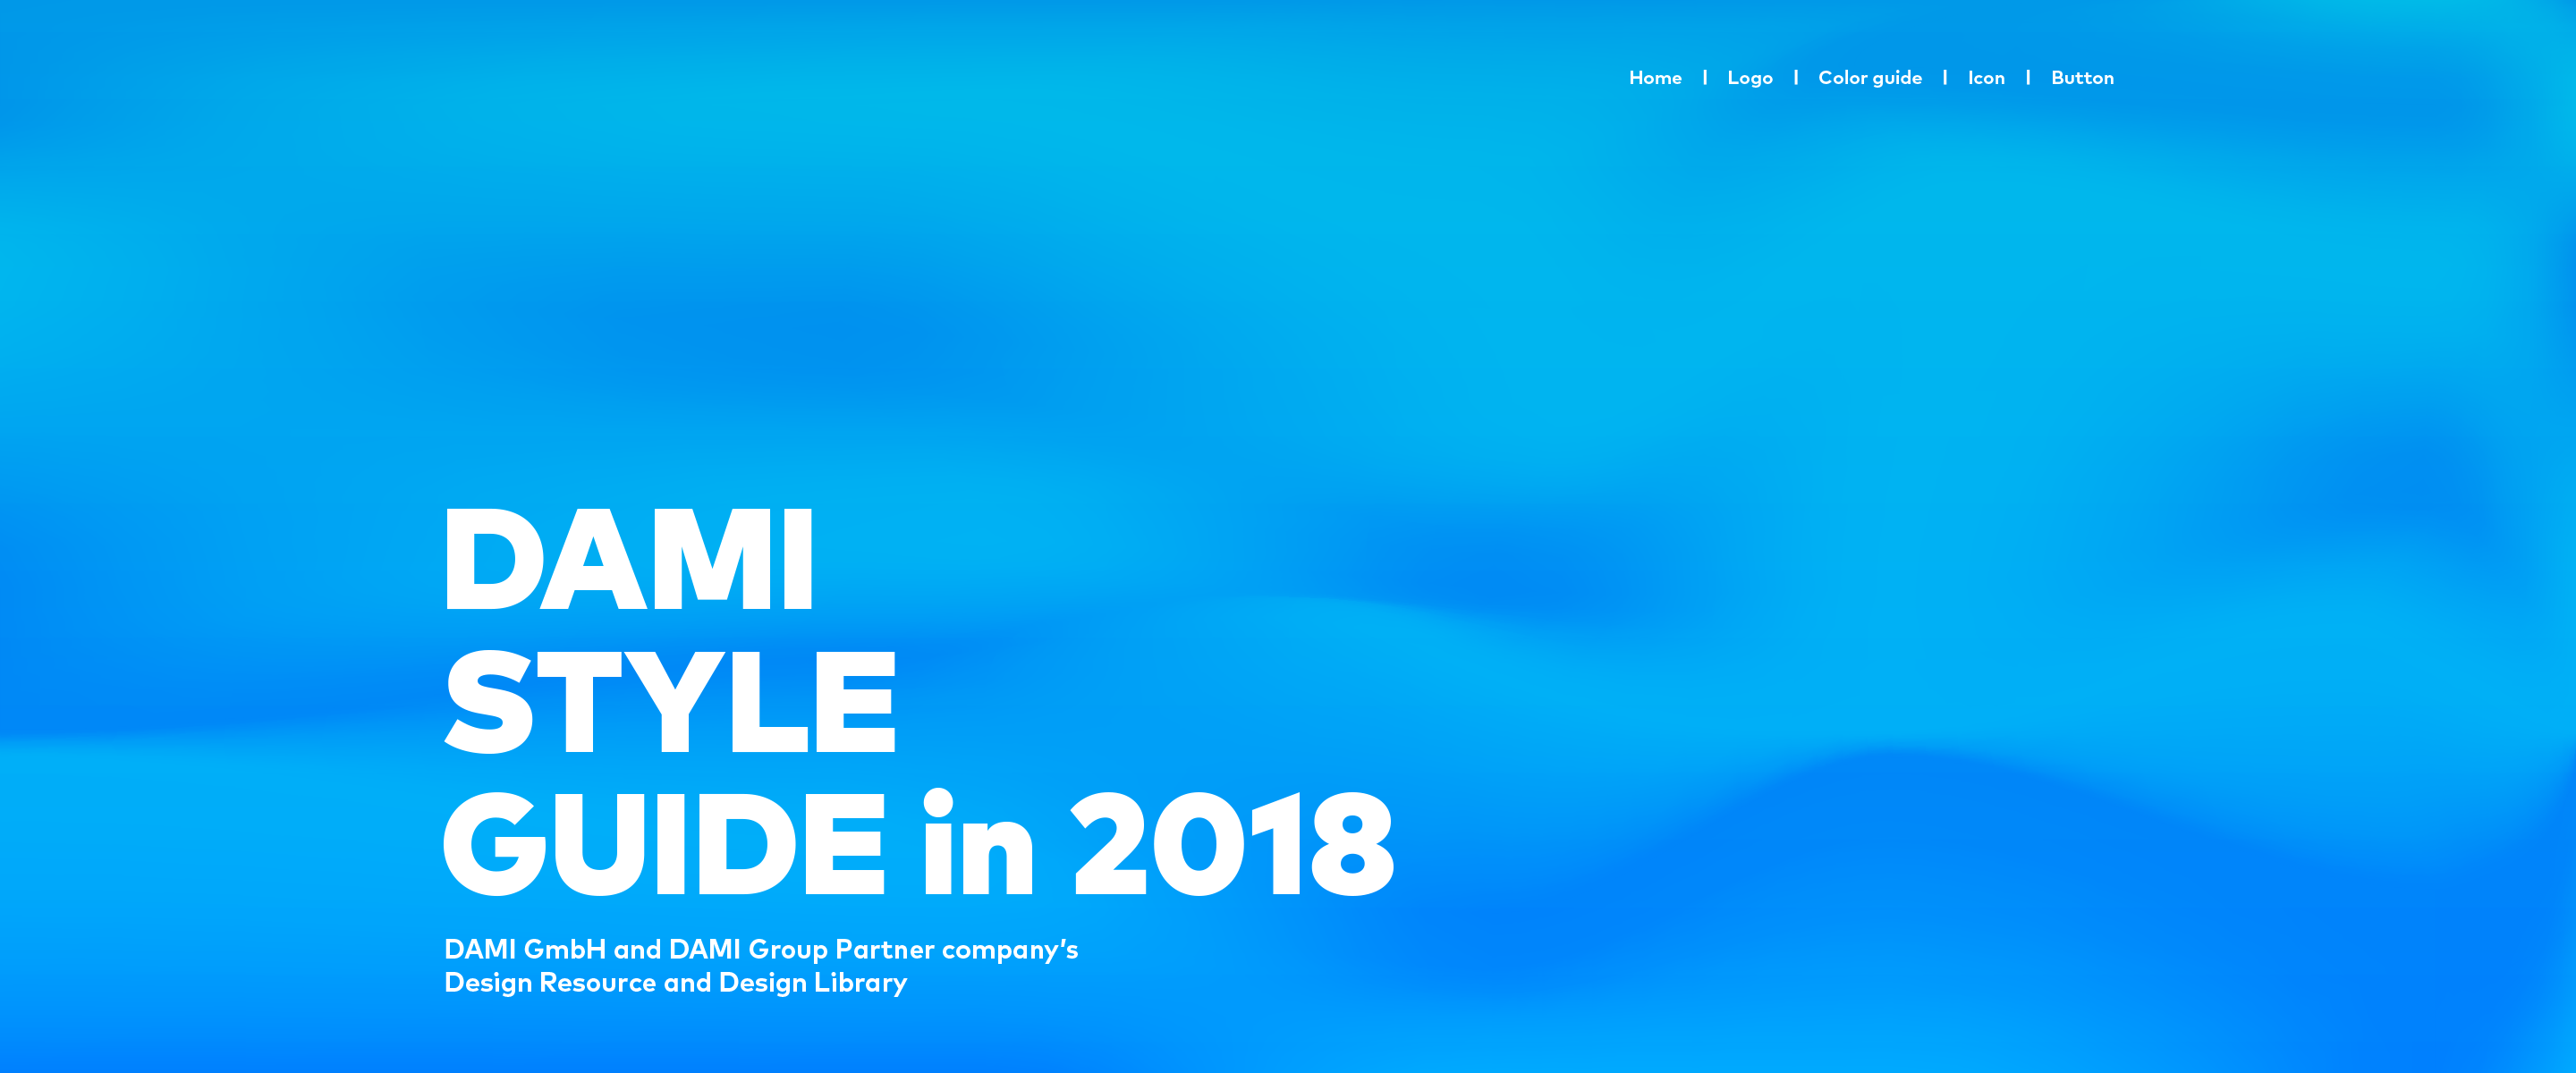 Home | Logo | Color guide | Icon | Button
DAMI
STYLE
GUIDE in 2018
DAMI GmbH and DAMI Group Partner company's
Design Resource and Design Library